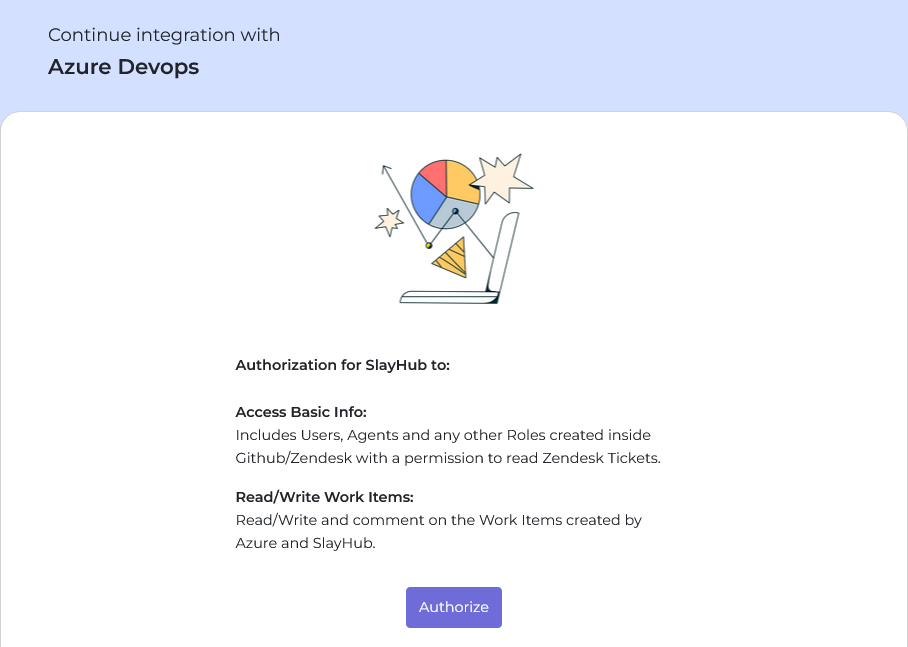 Continue integration with
Azure Devops
Authorization for SlayHub to:
Access Basic Info:
Includes Users, Agents and any other Roles created inside
Github/Zendesk with a permission to read Zendesk Tickets.
Read/Write Work Items:
Read/Write and comment on the Work Items created by
Azure and SlayHub.
Authorize